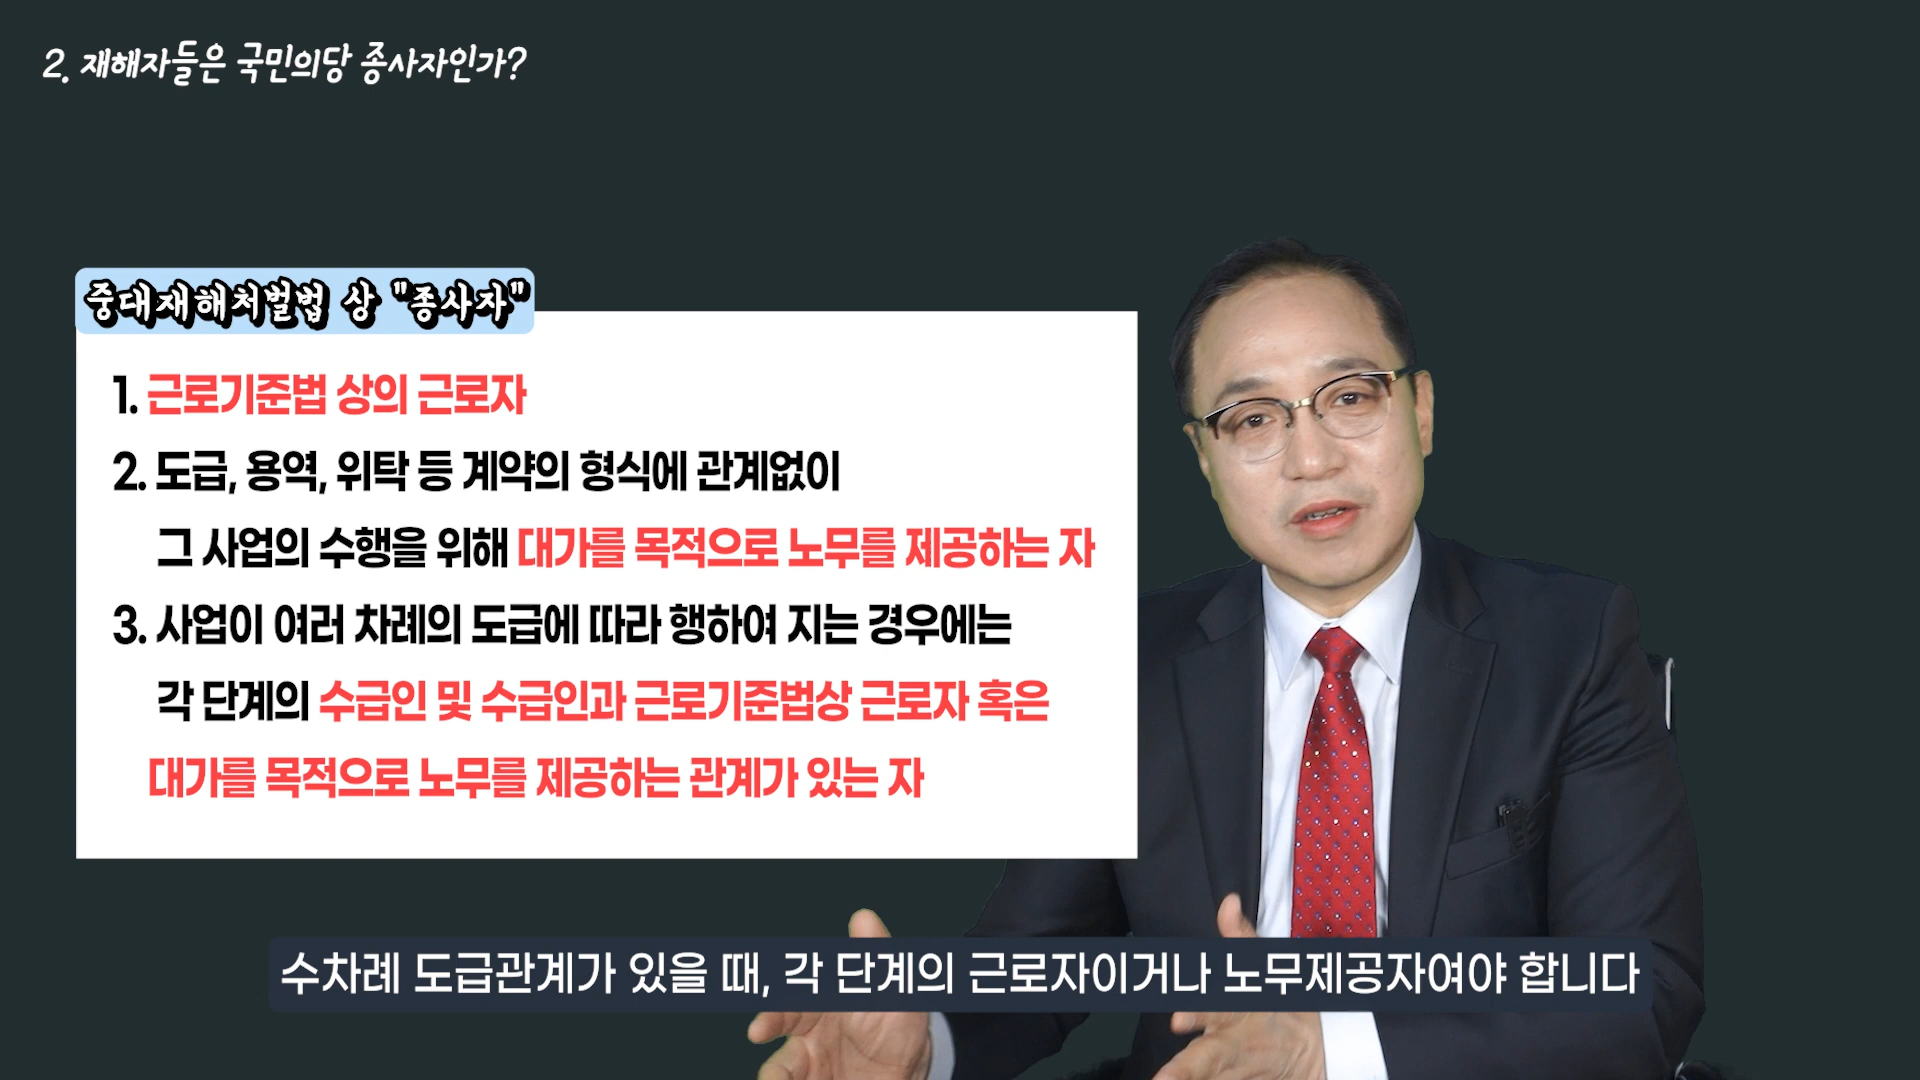 2. 재해자들은 국민의당 종사자인가?
중대재해처벌법 상 "종사자"
1. 근로기준법 상의 근로자
2. 도급, 용역, 위탁 등 계약의 형식에 관계없이
그 사업의 수행을 위해 대가를 목적으로 노무를 제공하는 자
3. 사업이 여러 차례의 도급에 따라 행하여 지는 경우에는
각 단계의 수급인 및 수급인과 근로기준법상 근로자 혹은
대가를 목적으로 노무를 제공하는 관계가 있는 자
수차례 도급관계가 있을 때, 각 단계의 근로자이거나 노무제공자여야 합니다